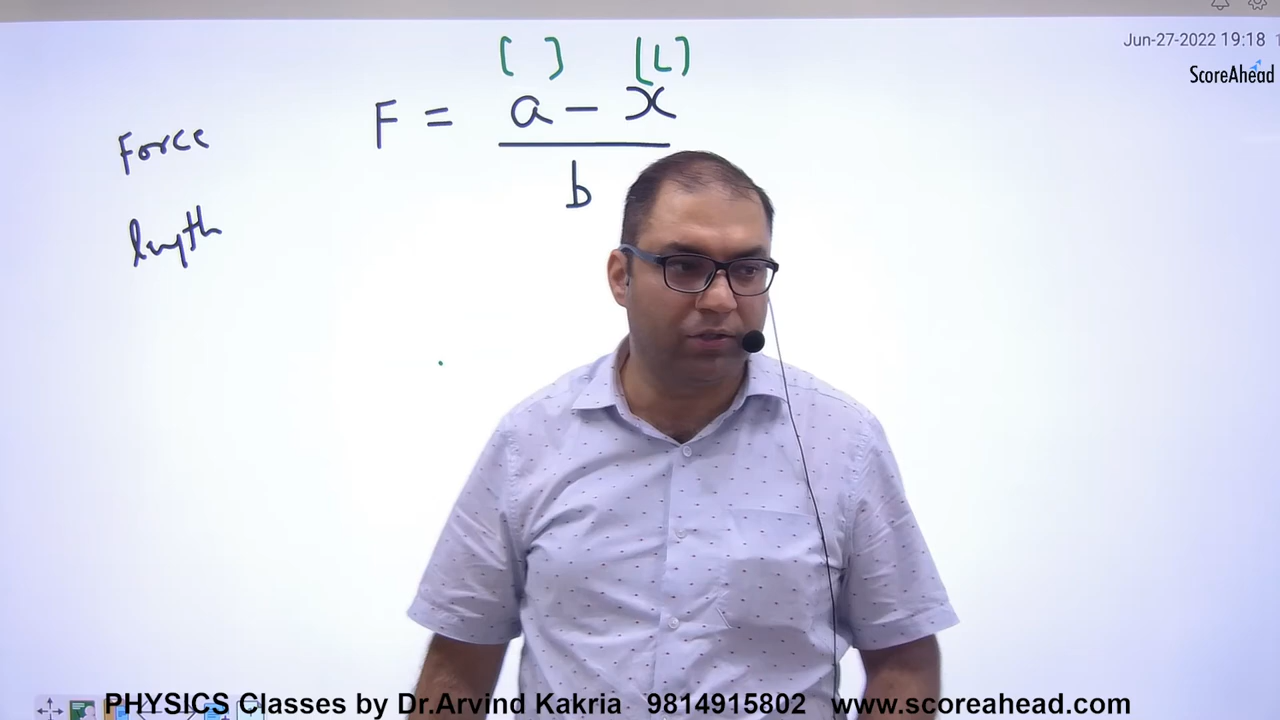 Jun-27-2022 19:18
ScoreAhead
[ ] [L]
F = a - x
b
Force
length
PHYSICS Classes by Dr.Arvind Kakria 9814915802 www.scoreahead.com